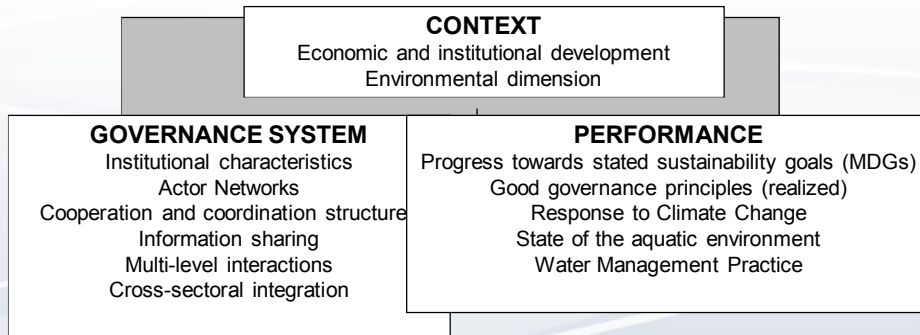 CONTEXT
Economic and institutional development
Environmental dimension
GOVERNANCE SYSTEM
Institutional characteristics
Actor Networks
Cooperation and coordination structure
Information sharing
Multi-level interactions
Cross-sectoral integration
PERFORMANCE
Progress towards stated sustainability goals (MDGs)
Good governance principles (realized)
Response to Climate Change
State of the aquatic environment
Water Management Practice